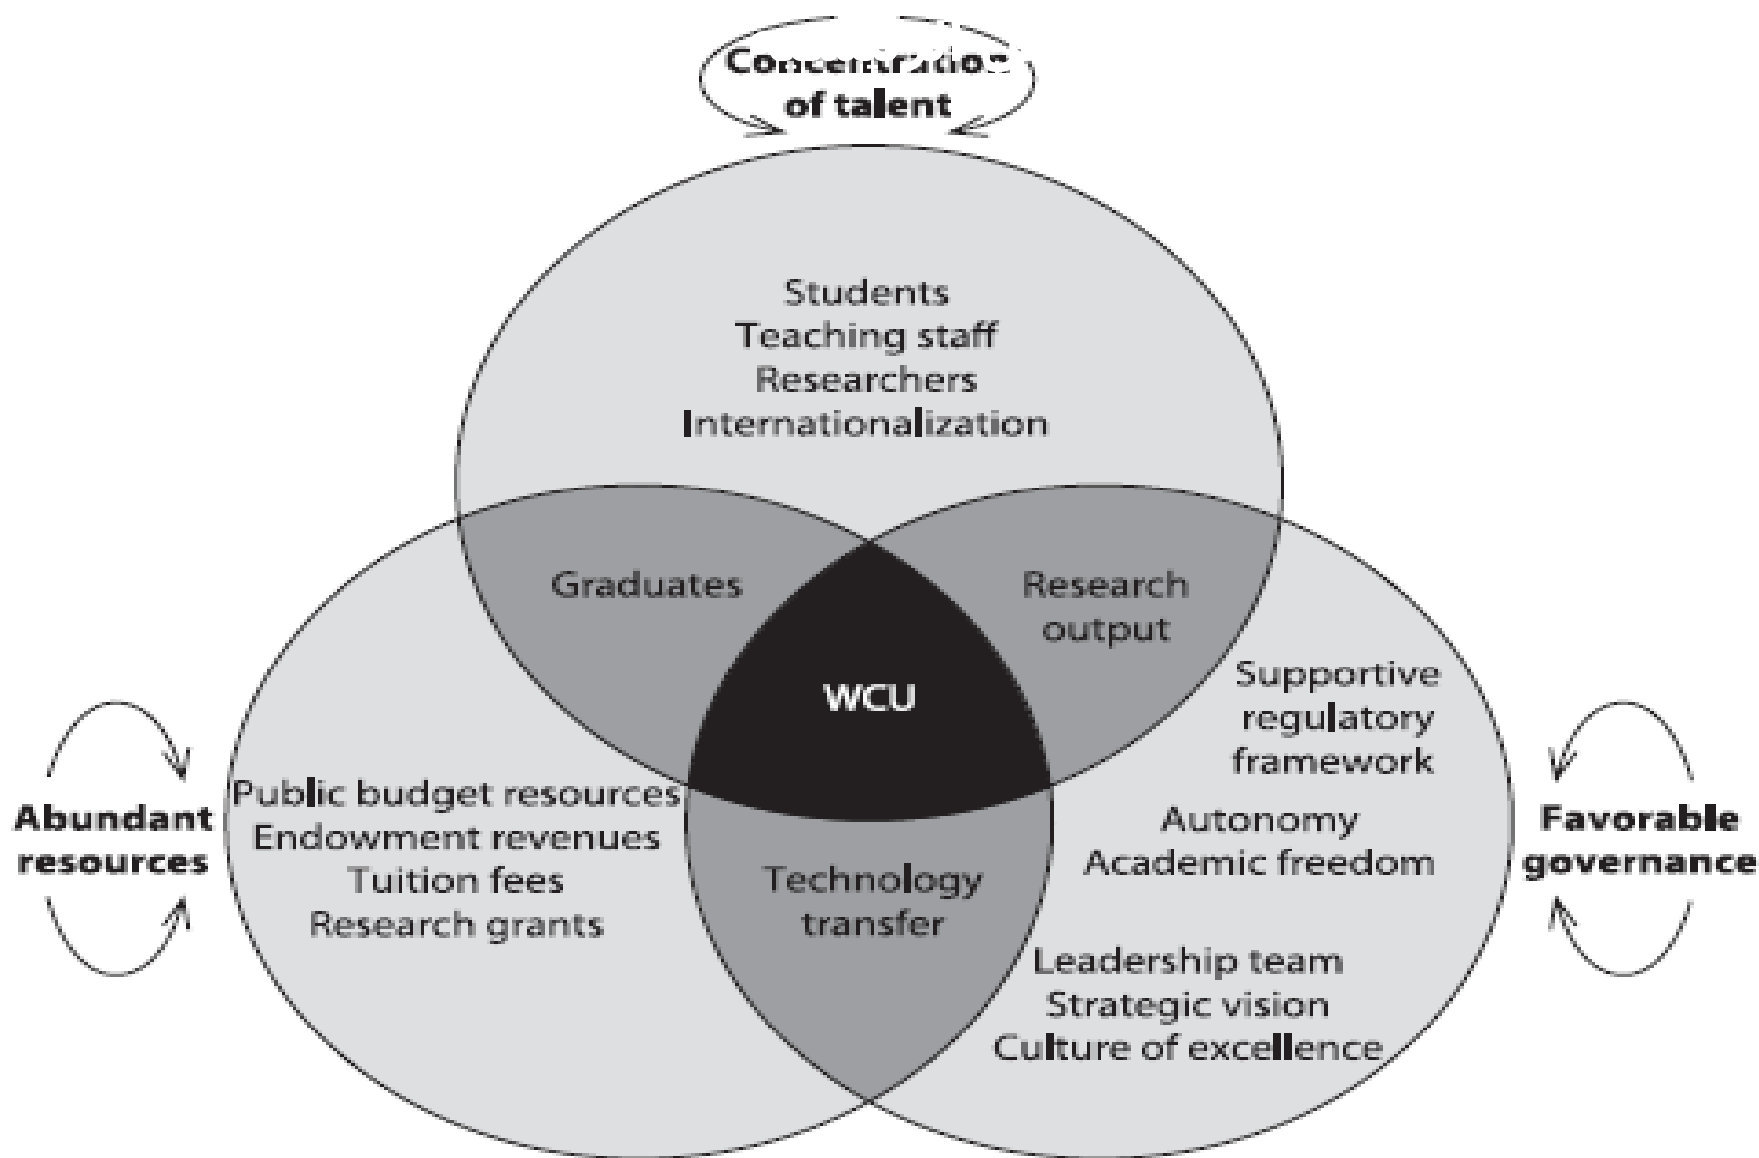 Concentration
of talent
Students
Teaching staff
Researchers
Internationalization
Graduates
Research
output
WCU
Supportive
regulatory
framework
Abundant
resources
Public budget resources
Endowment revenues
Tuition fees
Research grants
Technology
transfer
Autonomy
Academic freedom
Leadership team
Strategic vision
Culture of excellence
Favorable
governance